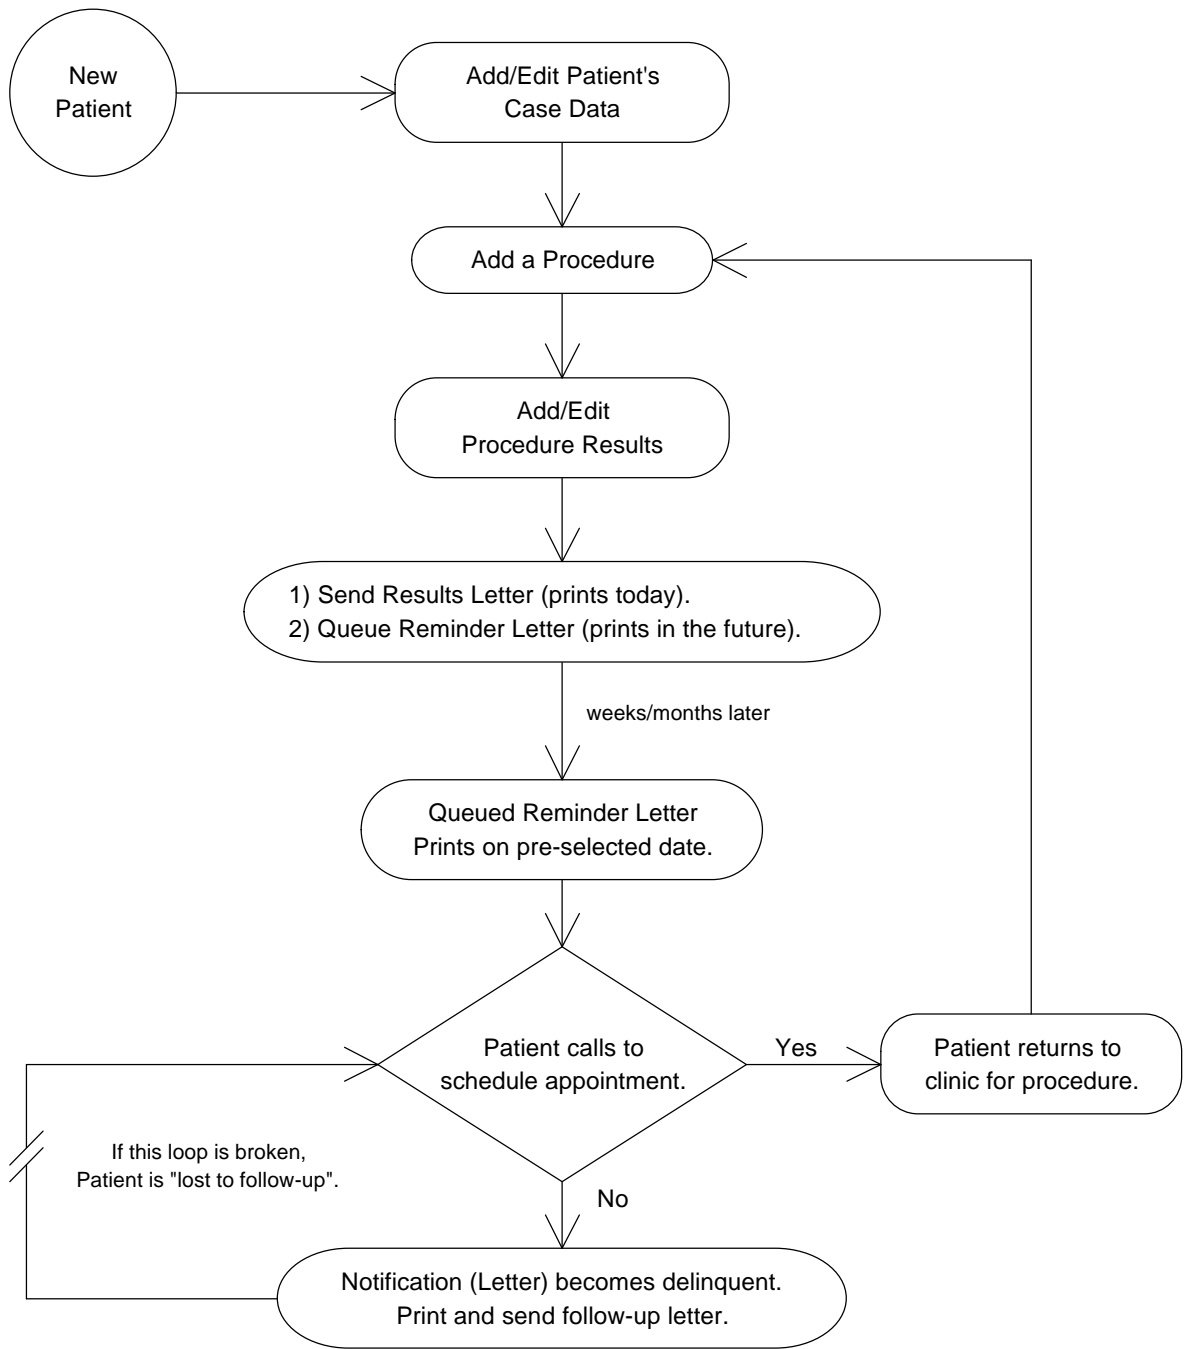 New
Patient
Add/Edit Patient's
Case Data
Add a Procedure
Add/Edit
Procedure Results
1) Send Results Letter (prints today).
2) Queue Reminder Letter (prints in the future).
weeks/months later
Queued Reminder Letter
Prints on pre-selected date.
Patient calls to
schedule appointment.
Yes
Patient returns to
clinic for procedure.
If this loop is broken,
Patient is "lost to follow-up".
No
Notification (Letter) becomes delinquent.
Print and send follow-up letter.